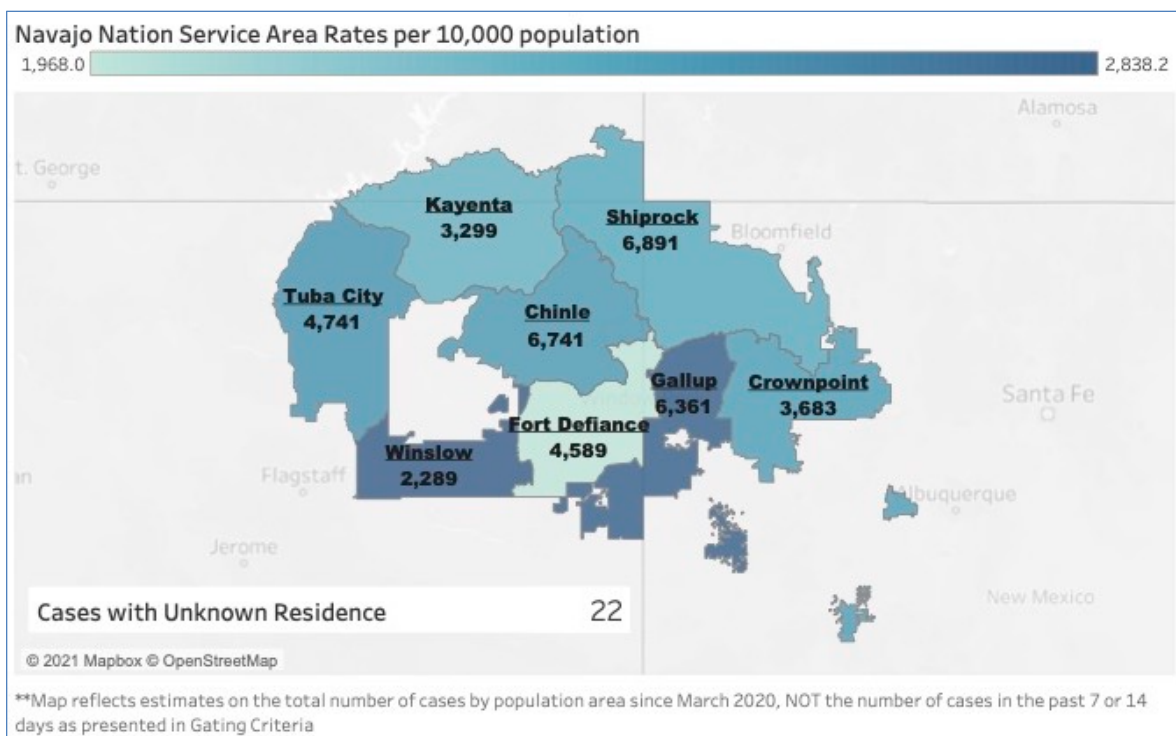 Navajo Nation Service Area Rates per 10,000 population
1,968.0
2,838.2
Alamosa
t. George
Kayenta
3,299
Shiprock
6,891
Bloomfield
Tuba City
4,741
Chinle
6,741
Gallup
6,361
Crownpoint
3,683
Santa Fe
Fort Defiance
4,589
Winslow
2,289
Flagstaff
an
Albuquerque
Jerome
New Mexico
Cases with Unknown Residence 22
© 2021 Mapbox © OpenStreetMap
**Map reflects estimates on the total number of cases by population area since March 2020, NOT the number of cases in the past 7 or 14
days as presented in Gating Criteria